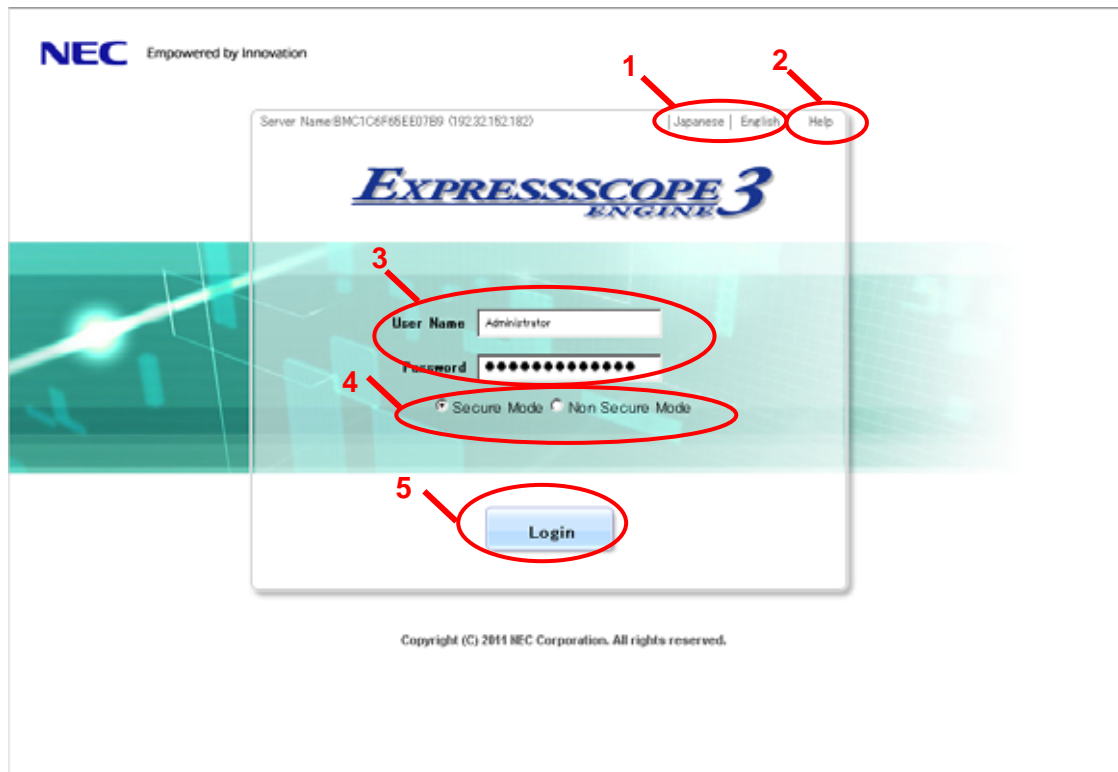 NEC Empowered by Innovation
1 2
Server Name:BMC1C6F65EE07B9 (192.32.152.182) | Japanese | English Help
EXPRESSSCOPE 3
ENGINE
3
User Name Administrator
Password ●●●●●●●●●●●●●
4
Secure Mode Non Secure Mode
5
Login
Copyright (C) 2011 NEC Corporation. All rights reserved.